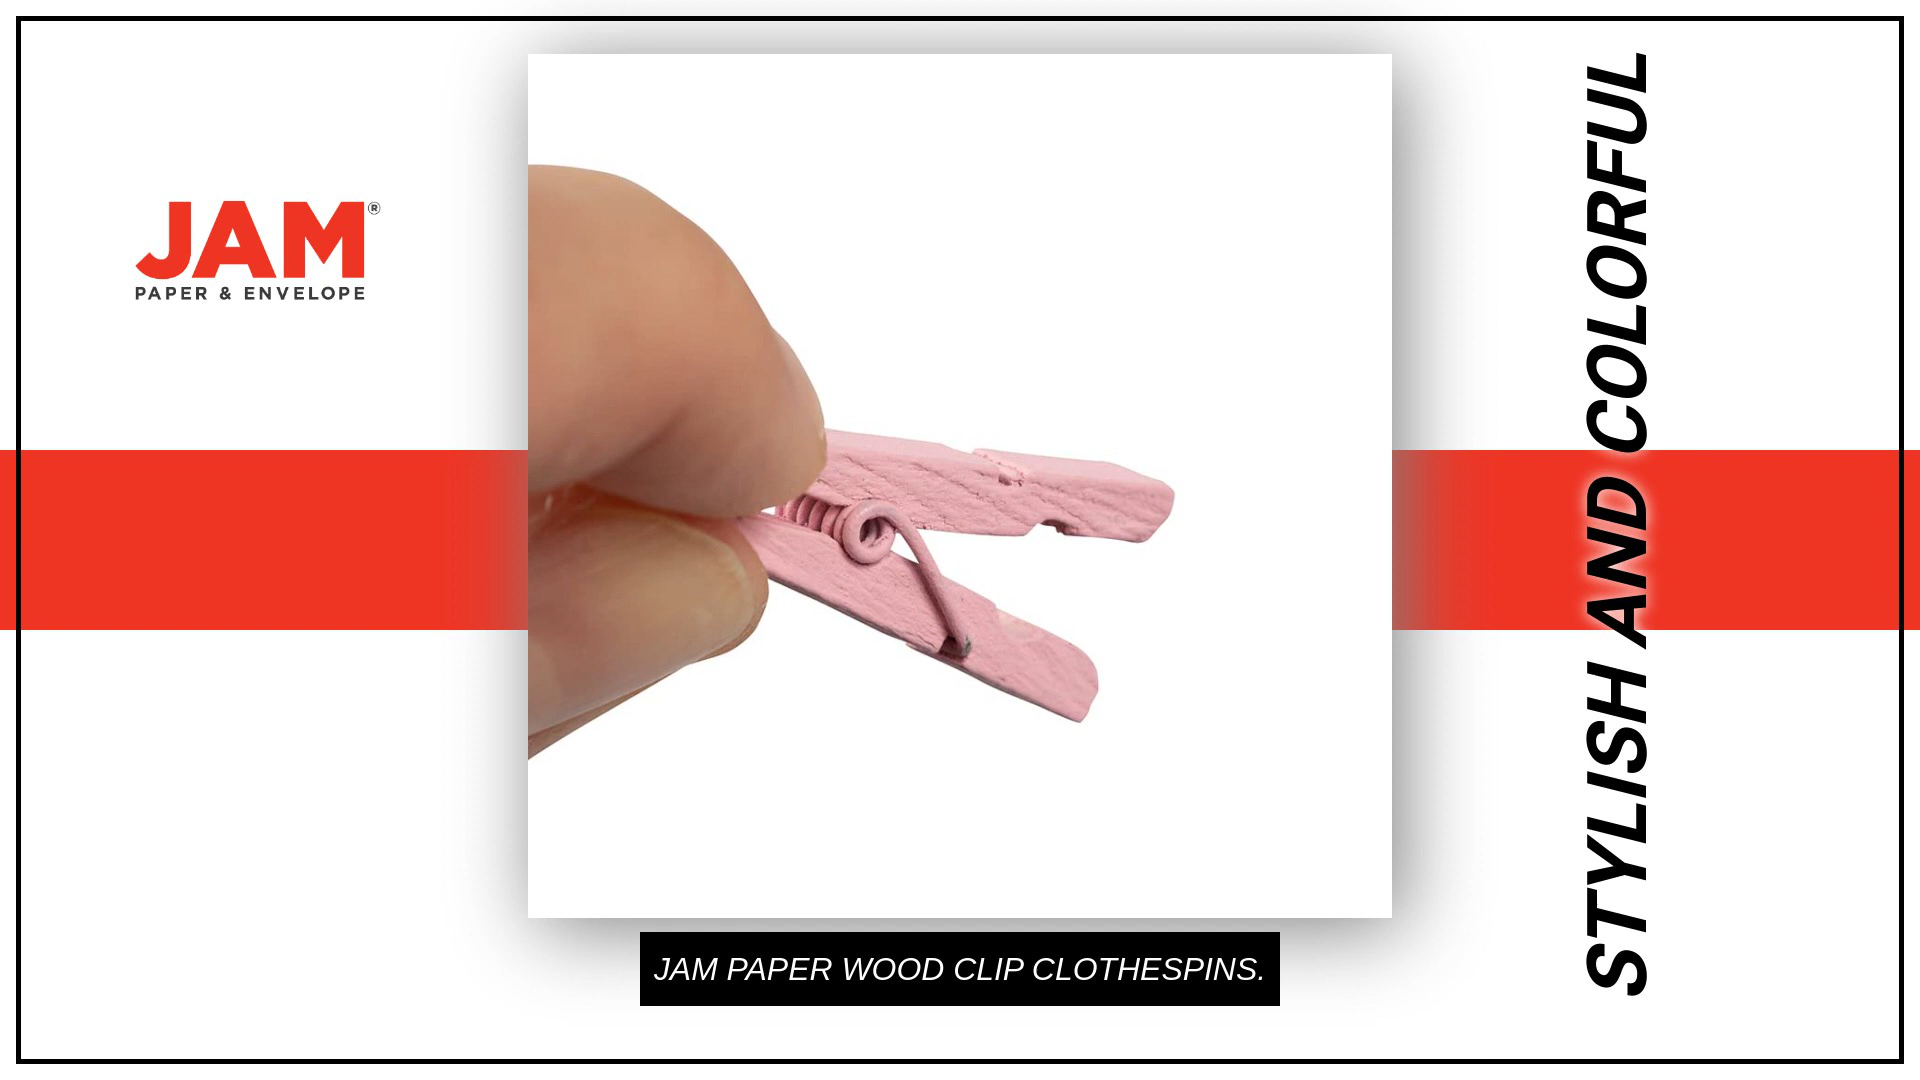 JAM®
PAPER & ENVELOPE
STYLISH AND COLORFUL
JAM PAPER WOOD CLIP CLOTHESPINS.